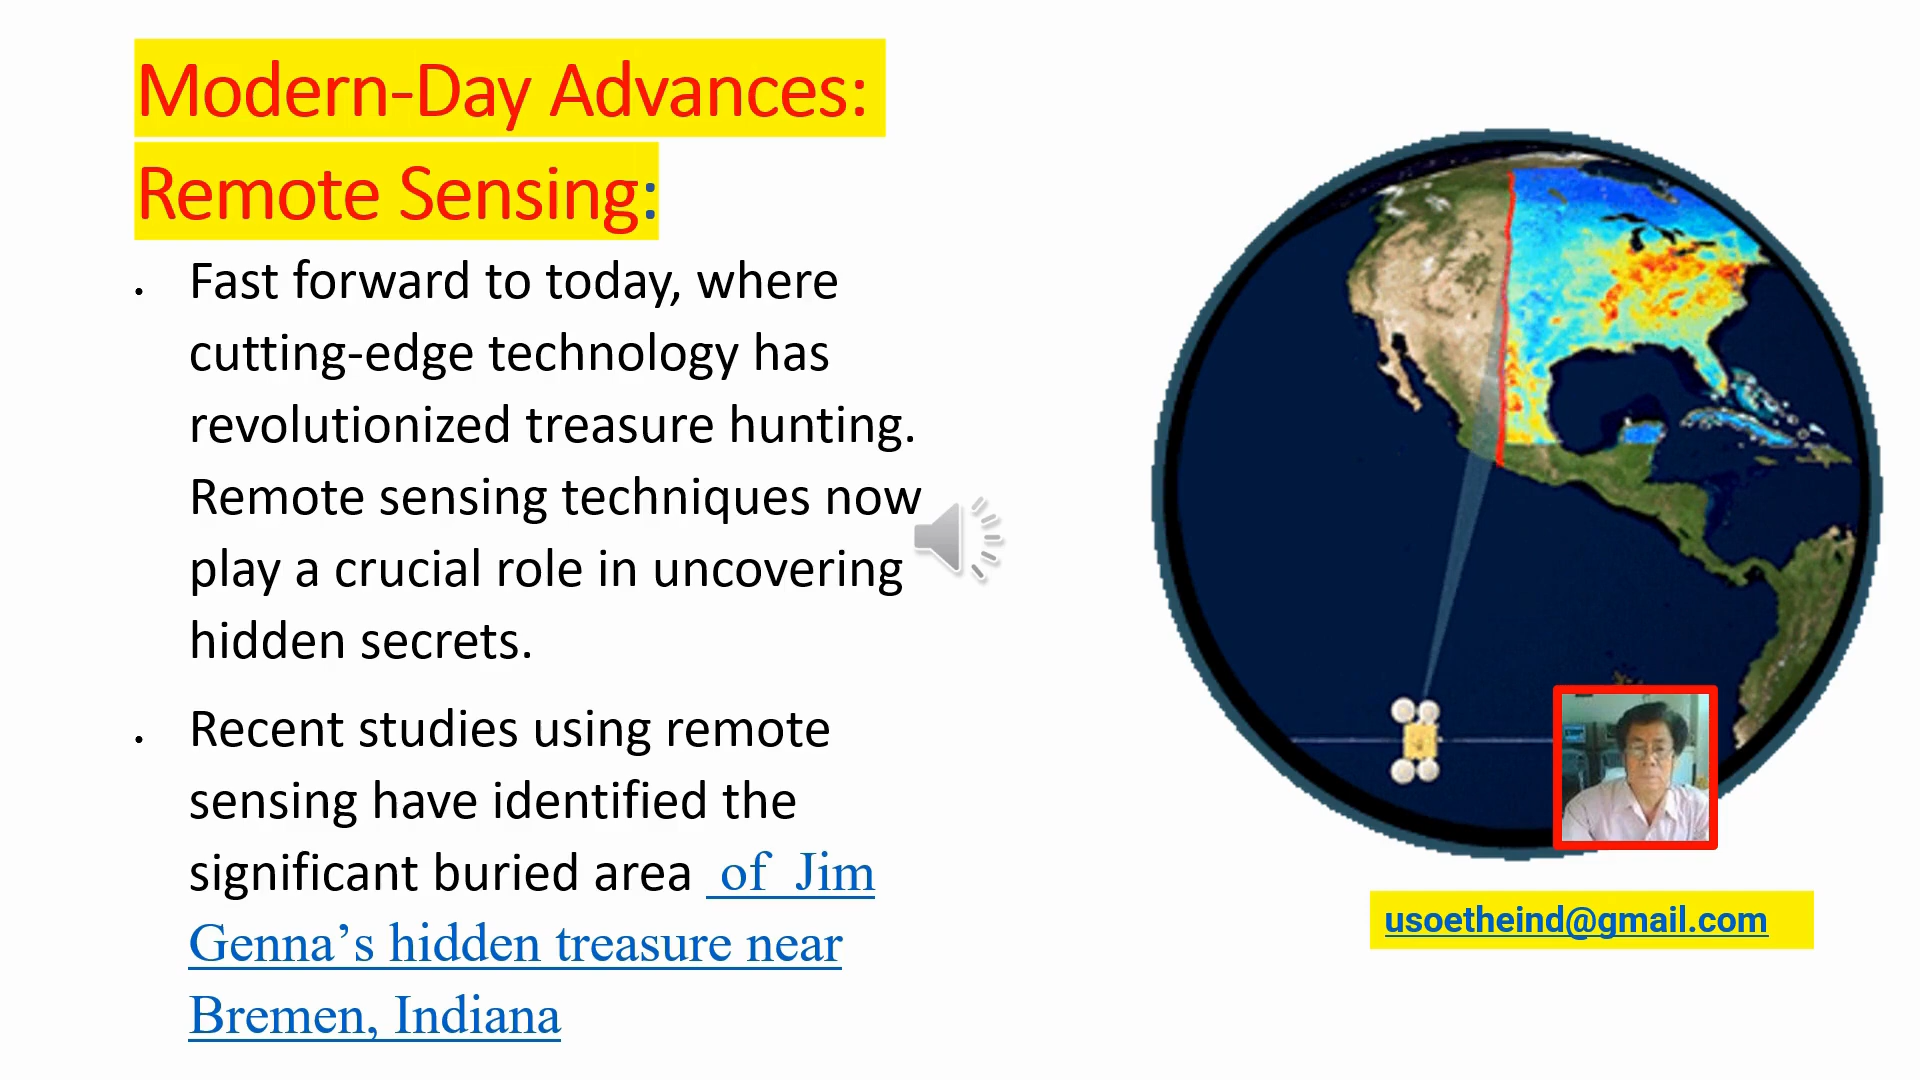 Modern-Day Advances:
Remote Sensing:
• Fast forward to today, where
cutting-edge technology has
revolutionized treasure hunting.
Remote sensing techniques now
play a crucial role in uncovering
hidden secrets.
• Recent studies using remote
sensing have identified the
significant buried area of Jim
Genna’s hidden treasure near
Bremen, Indiana
usoetheind@gmail.com